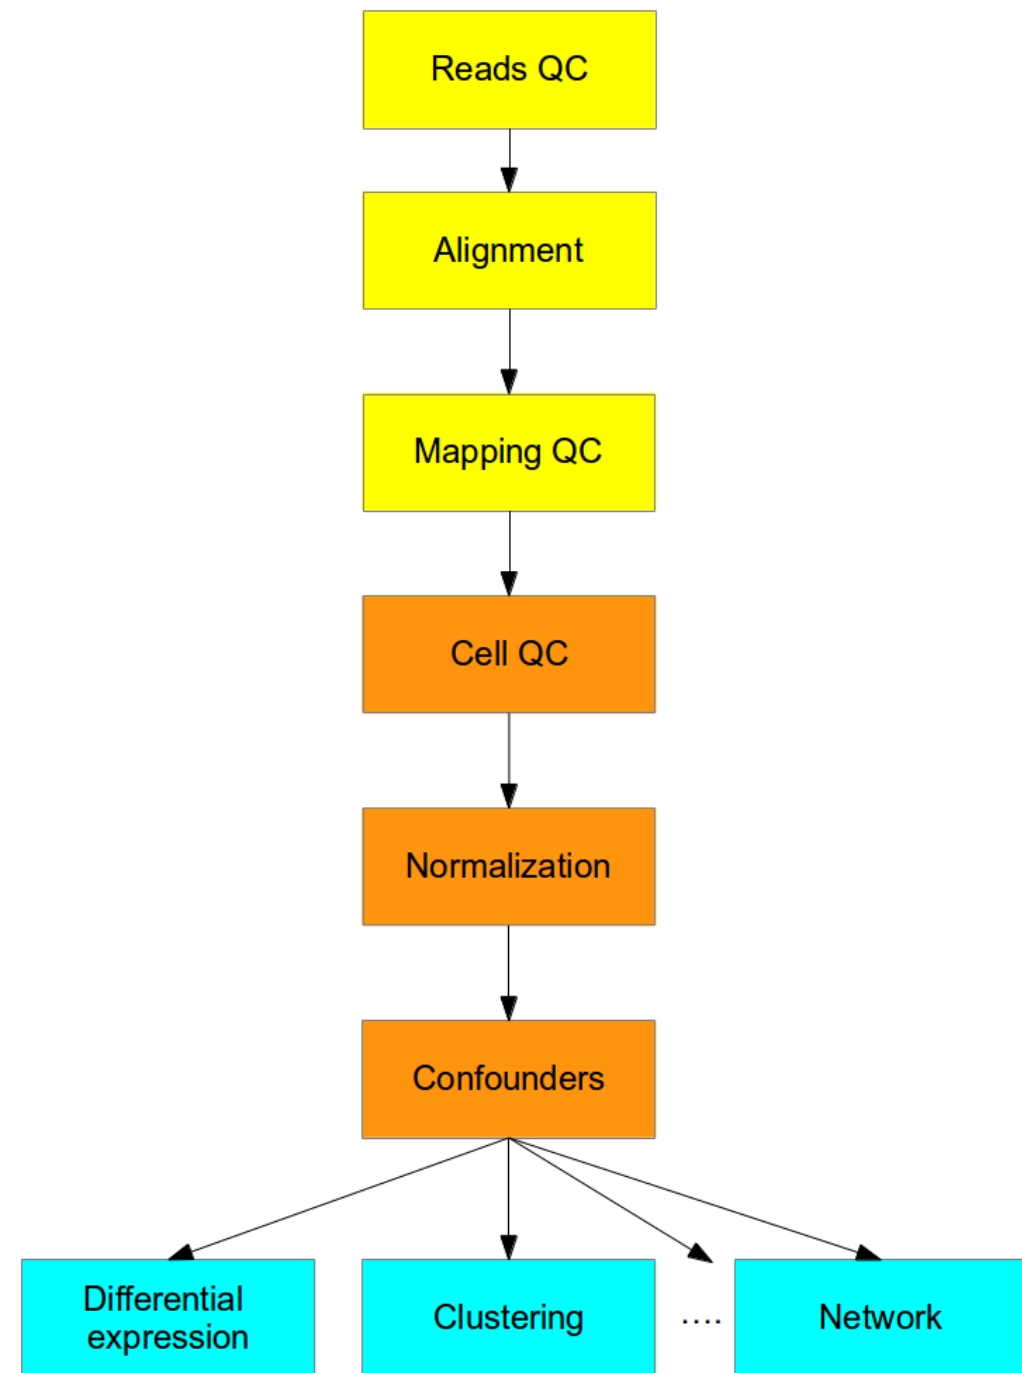 Reads QC
Alignment
Mapping QC
Cell QC
Normalization
Confounders
Differential
expression
Clustering
....
Network